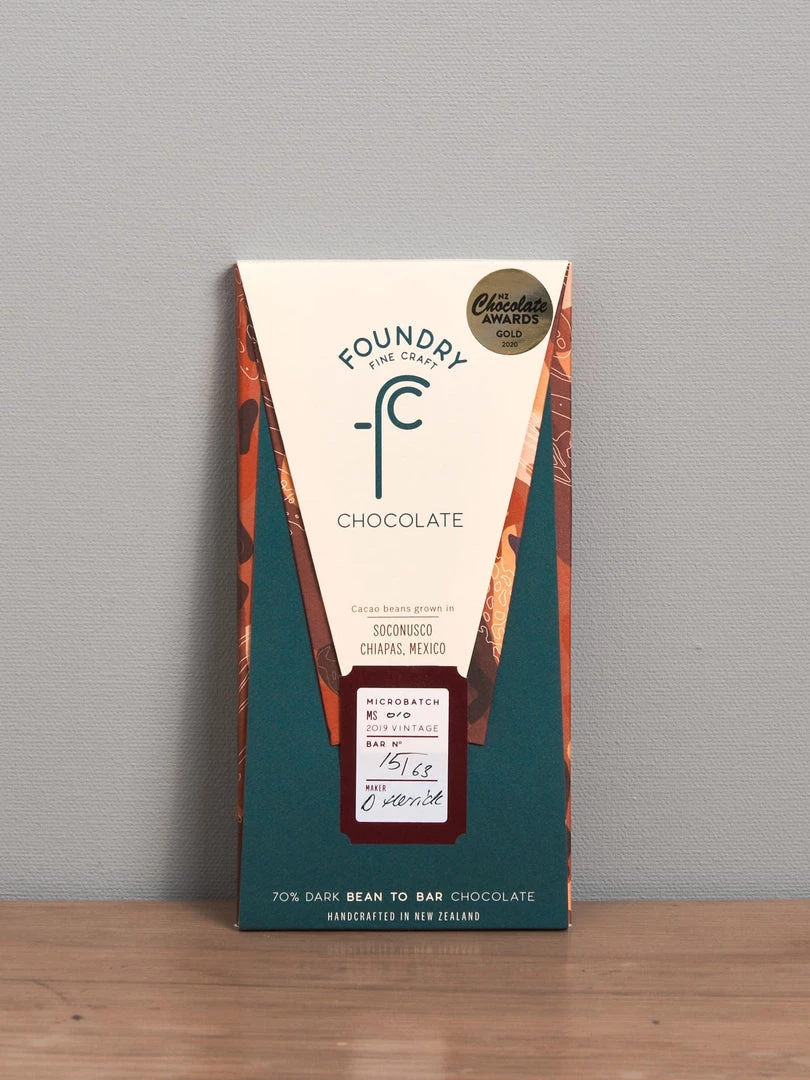 NZ
Chocolate
AWARDS
GOLD
2020
FOUNDRY
FINE CRAFT
fc
CHOCOLATE
Cacao beans grown in
SOCONUSCO
CHIAPAS, MEXICO
MICROBATCH
MS 010
2019 VINTAGE
BAR Nº
15/63
MAKER
D Herrick
70% DARK BEAN TO BAR CHOCOLATE
HANDCRAFTED IN NEW ZEALAND